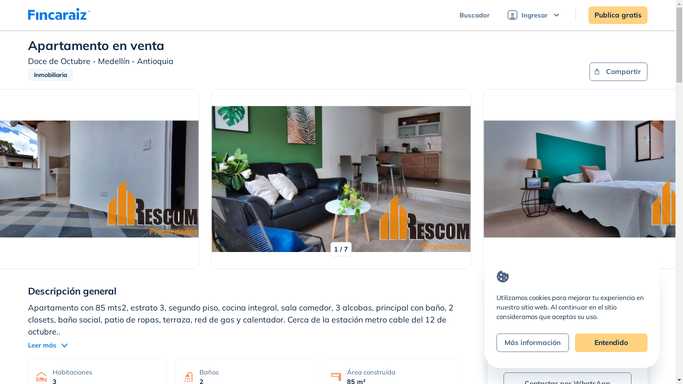 Fincaraiz
Buscador
Ingresar
Publica gratis
Apartamento en venta
Doce de Octubre - Medellín - Antioquia
Inmobiliaria
Compartir
RESCOM
Propiedades
RESCOM
Propiedades
1 / 7
Descripción general
Apartamento con 85 mts2, estrato 3, segundo piso, cocina integral, sala comedor, 3 alcobas, principal con baño, 2
closets, baño social, patio de ropas, terraza, red de gas y calentador. Cerca de la estación metro cable del 12 de
octubre..
Leer más
Habitaciones
3
Baños
2
Área construida
85 m²
Utilizamos cookies para mejorar tu experiencia en
nuestro sitio web. Al continuar en el sitio
consideramos que aceptas su uso.
Más información
Entendido
Contactar por WhatsApp